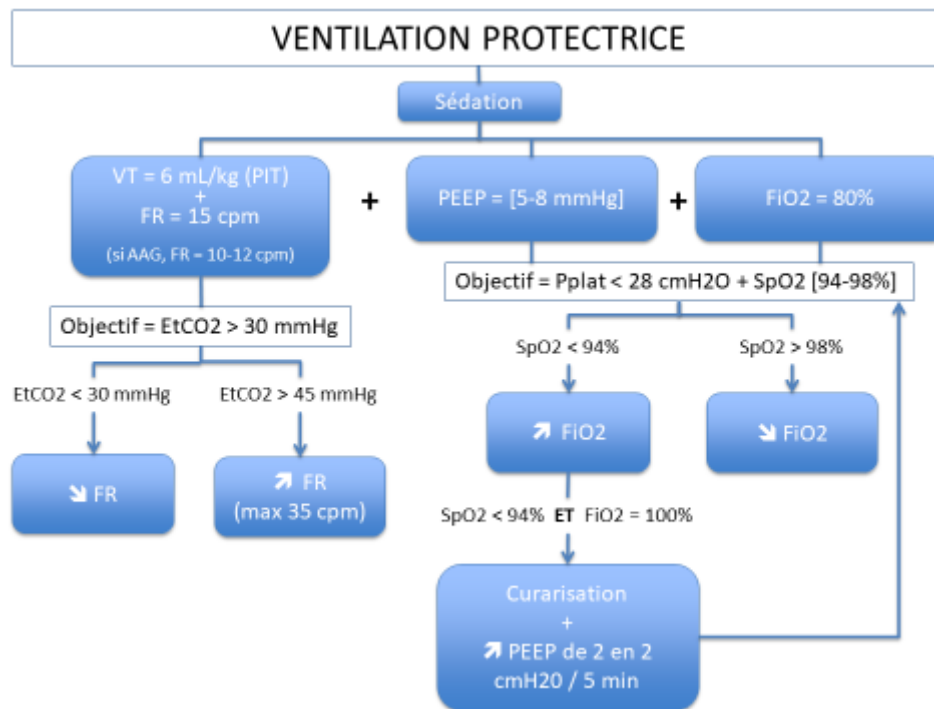 VENTILATION PROTECTRICE
Sédation
VT = 6 mL/kg (PIT)
+
FR = 15 cpm
(si AAG, FR = 10-12 cpm)
+
PEEP = [5-8 mmHg]
+
FiO2 = 80%
Objectif = Pplat < 28 cmH2O + SpO2 [94-98%]
Objectif = EtCO2 > 30 mmHg
SpO2 < 94%
SpO2 > 98%
EtCO2 < 30 mmHg
EtCO2 > 45 mmHg
↗ FiO2
↘ FiO2
↘ FR
↗ FR
(max 35 cpm)
SpO2 < 94% ET FiO2 = 100%
Curarisation
+
↗ PEEP de 2 en 2
cmH20 / 5 min